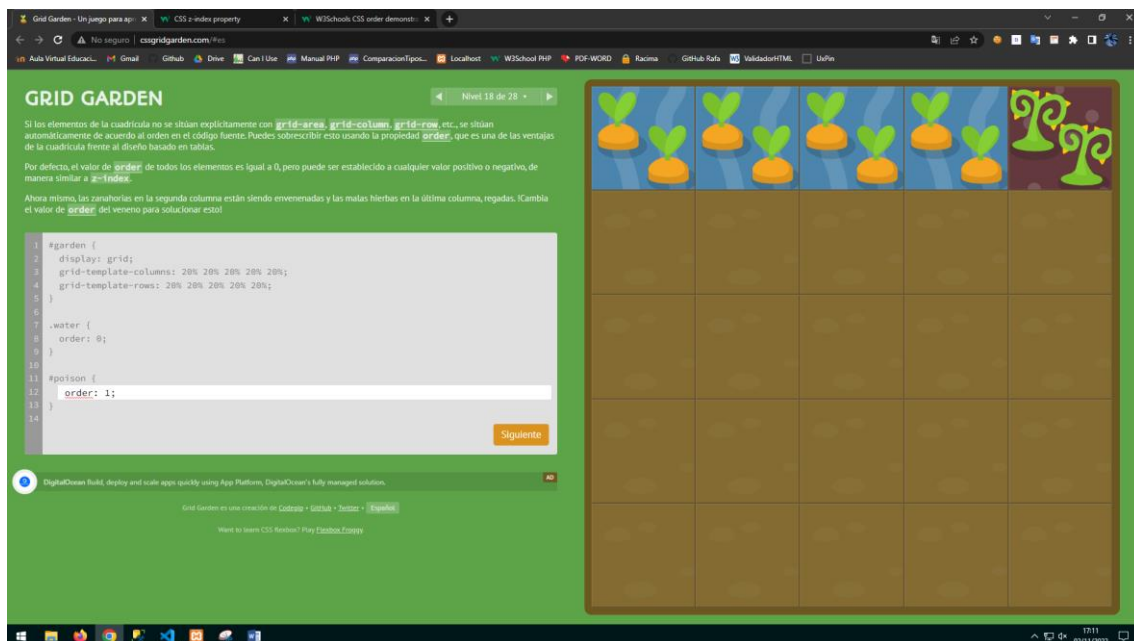 Grid Garden - Un juego para apr
CSS z-index property
W3Schools CSS order demonstr
No seguro | cssgridgarden.com/#es
Aula Virtual Educaci... Gmail Github Drive Can I Use Manual PHP ComparacionTipos... Localhost W3School PHP PDF-WORD Racima GitHub Rafa ValidadorHTML UxPin
GRID GARDEN
Nivel 18 de 28
Si los elementos de la cuadrícula no se sitúan explícitamente con grid-area, grid-column, grid-row, etc., se sitúan
automáticamente de acuerdo al orden en el código fuente. Puedes sobrescribir esto usando la propiedad order, que es una de las ventajas
de la cuadrícula frente al diseño basado en tablas.
Por defecto, el valor de order de todos los elementos es igual a 0, pero puede ser establecido a cualquier valor positivo o negativo, de
manera similar a z-index.
Ahora mismo, las zanahorias en la segunda columna están siendo envenenadas y las malas hierbas en la última columna, regadas. !Cambia
el valor de order del veneno para solucionar esto!
1 #garden {
2 display: grid;
3 grid-template-columns: 20% 20% 20% 20% 20%;
4 grid-template-rows: 20% 20% 20% 20% 20%;
5 }
6
7 .water {
8 order: 0;
9 }
10
11 #poison {
12 order: 1;
13 }
14
Siguiente
DigitalOcean Build, deploy and scale apps quickly using App Platform, DigitalOcean's fully managed solution.
AD
Grid Garden es una creación de Codepip • GitHub • Twitter • Español
Want to learn CSS flexbox? Play Flexbox Froggy.
17:11
02/11/2022